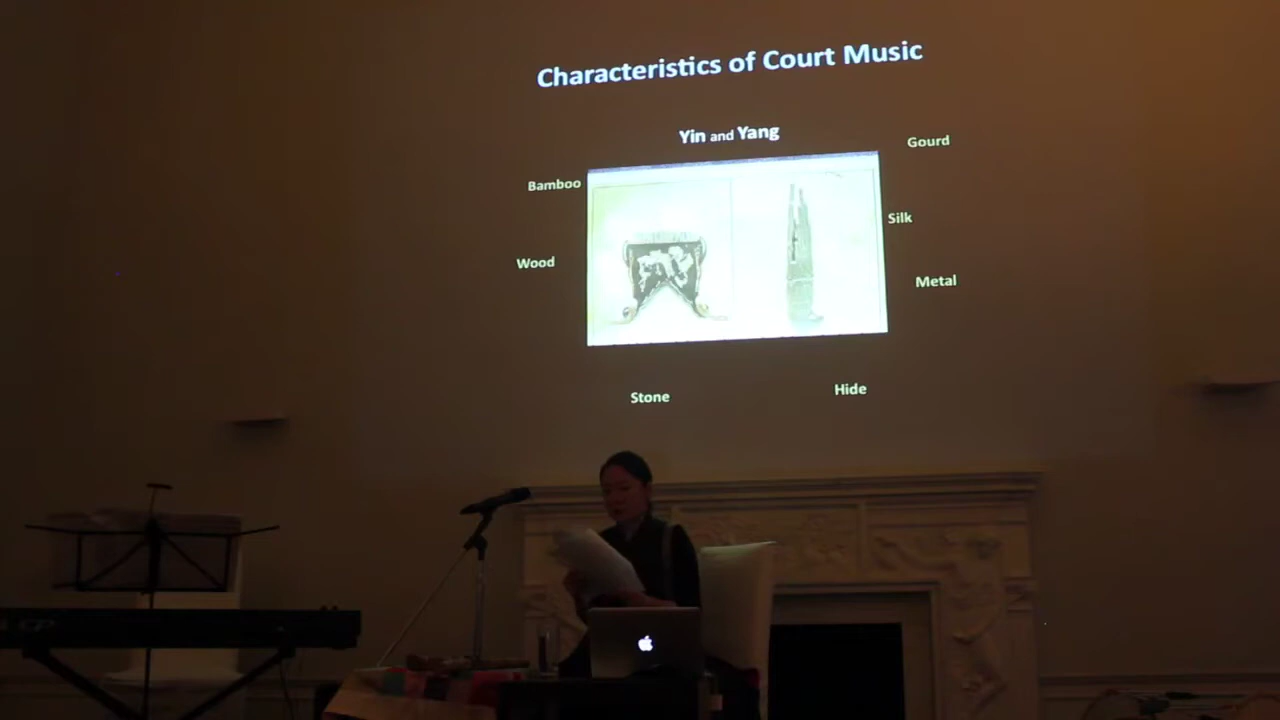 Characteristics of Court Music
Yin and Yang
Gourd
Bamboo
Silk
Wood
Metal
Stone
Hide